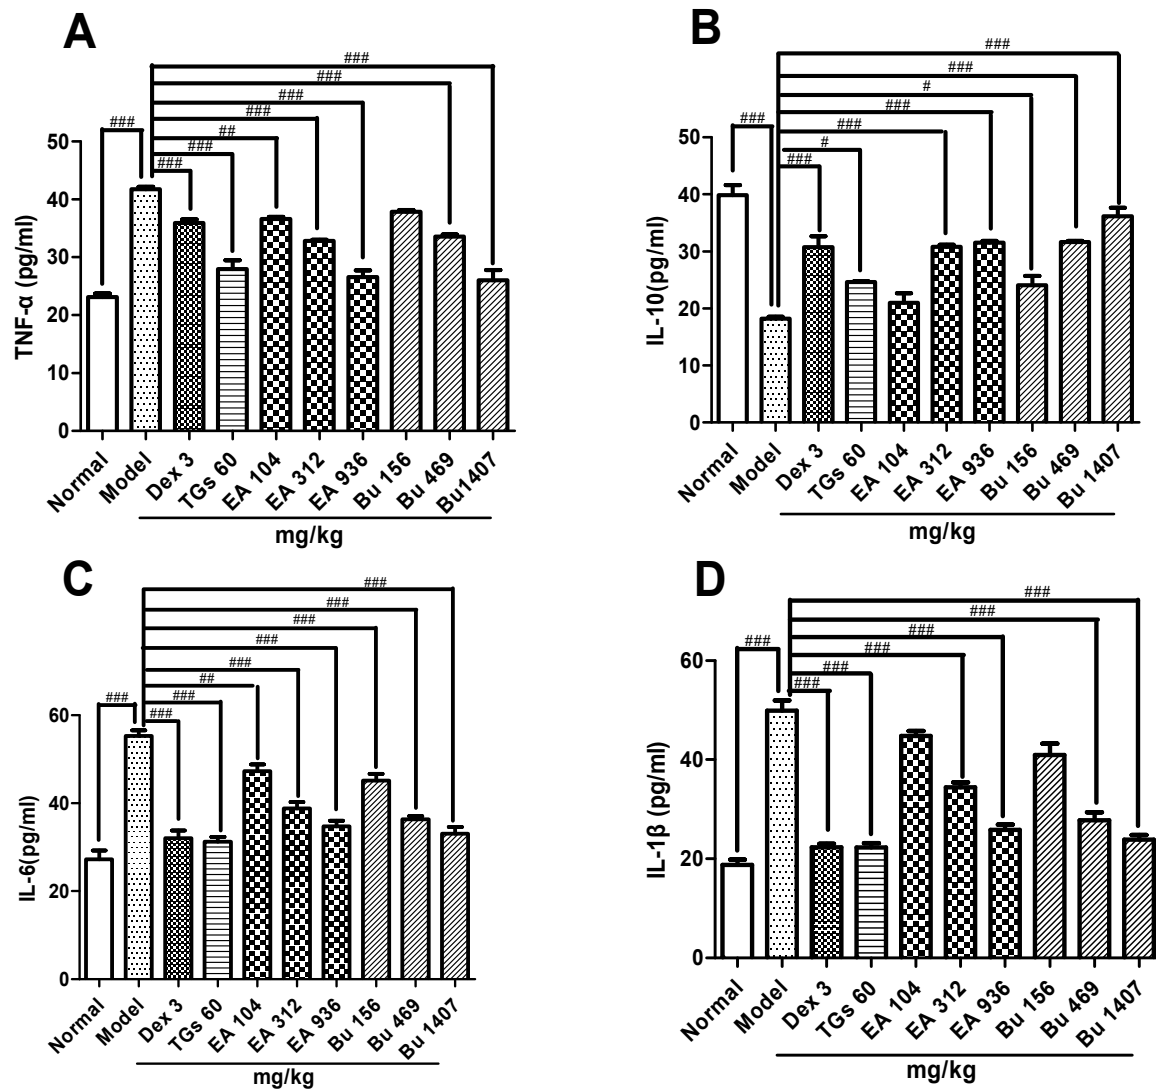 A
###
###
###
###
##
###
###
###
TNF-α (pg/ml)
50
40
30
20
10
0
Normal
Model
Dex 3
TGs 60
EA 104
EA 312
EA 936
Bu 156
Bu 469
Bu1407
mg/kg
B
###
###
#
###
###
###
#
###
IL-10(pg/ml)
50
40
30
20
10
0
Normal
Model
Dex 3
TGs 60
EA 104
EA 312
EA 936
Bu 156
Bu 469
Bu 1407
mg/kg
C
###
###
###
###
###
##
###
###
###
IL-6(pg/ml)
60
40
20
0
Normal
Model
Dex 3
TGs 60
EA 104
EA 312
EA 936
Bu 156
Bu 469
Bu 1407
mg/kg
D
###
###
###
###
###
###
###
IL-1β (pg/ml)
60
40
20
0
Normal
Model
Dex 3
TGs 60
EA 104
EA 312
EA 936
Bu 156
Bu 469
Bu 1407
mg/kg